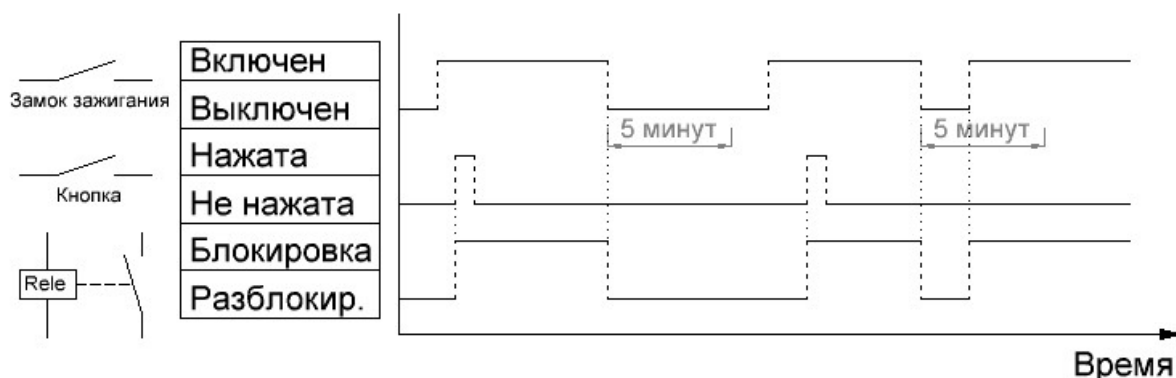 Включен
Замок зажигания
Выключен
5 минут
5 минут
Нажата
Кнопка
Не нажата
Блокировка
Rele
Разблокир.
Время